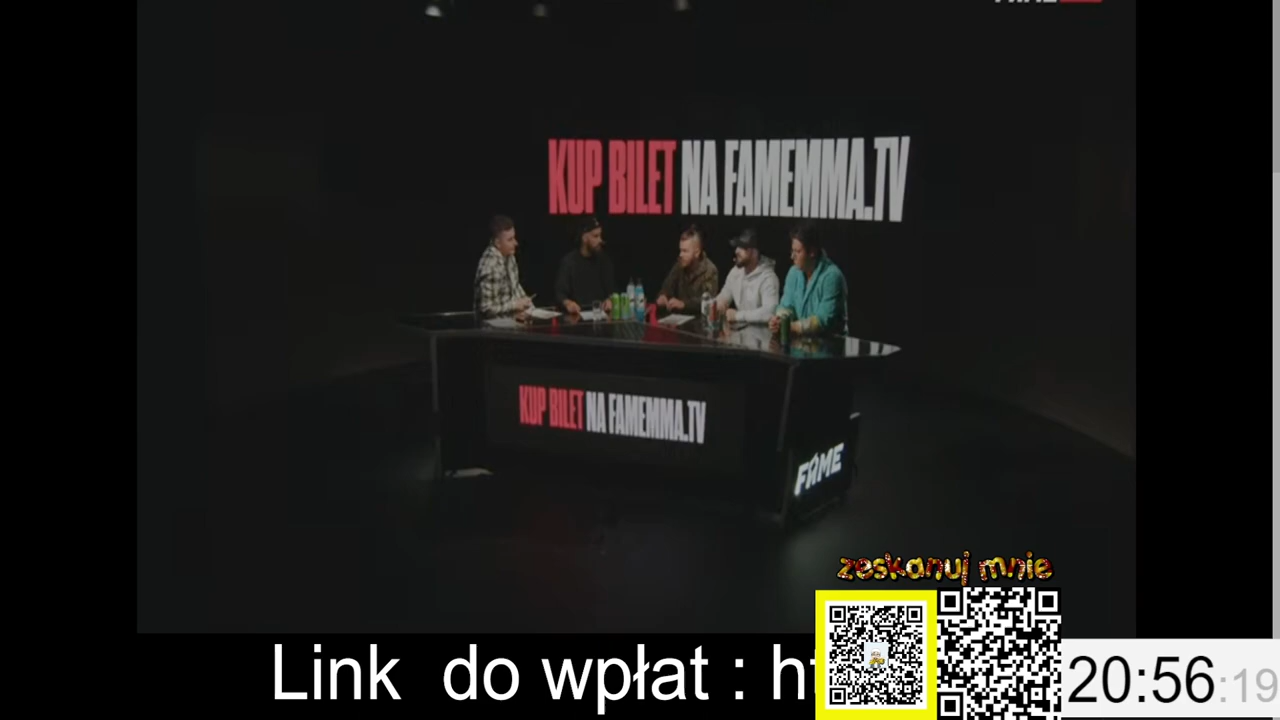 KUP BILET NA FAMEMMA.TV
KUP BILET NA FAMEMMA.TV
FAME
zeskanuj mnie
Link do wpłat :
20:56:19